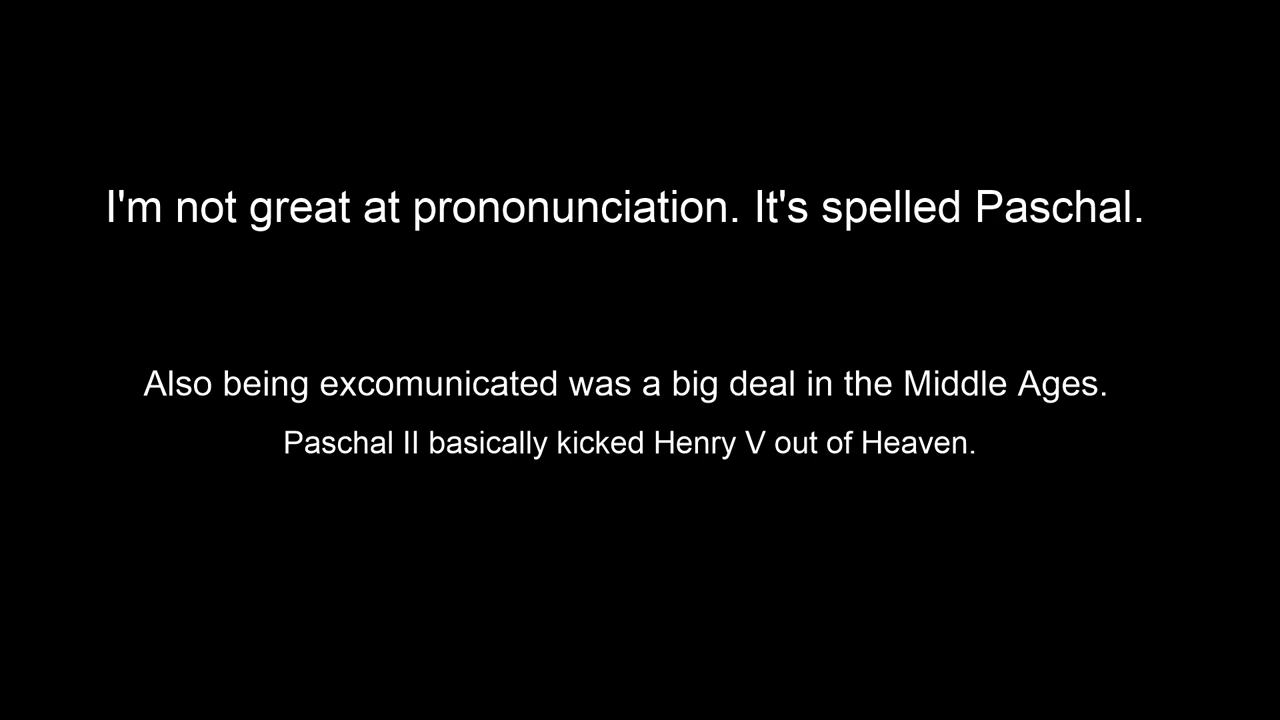 I'm not great at prononunciation. It's spelled Paschal.
Also being excomunicated was a big deal in the Middle Ages.
Paschal II basically kicked Henry V out of Heaven.